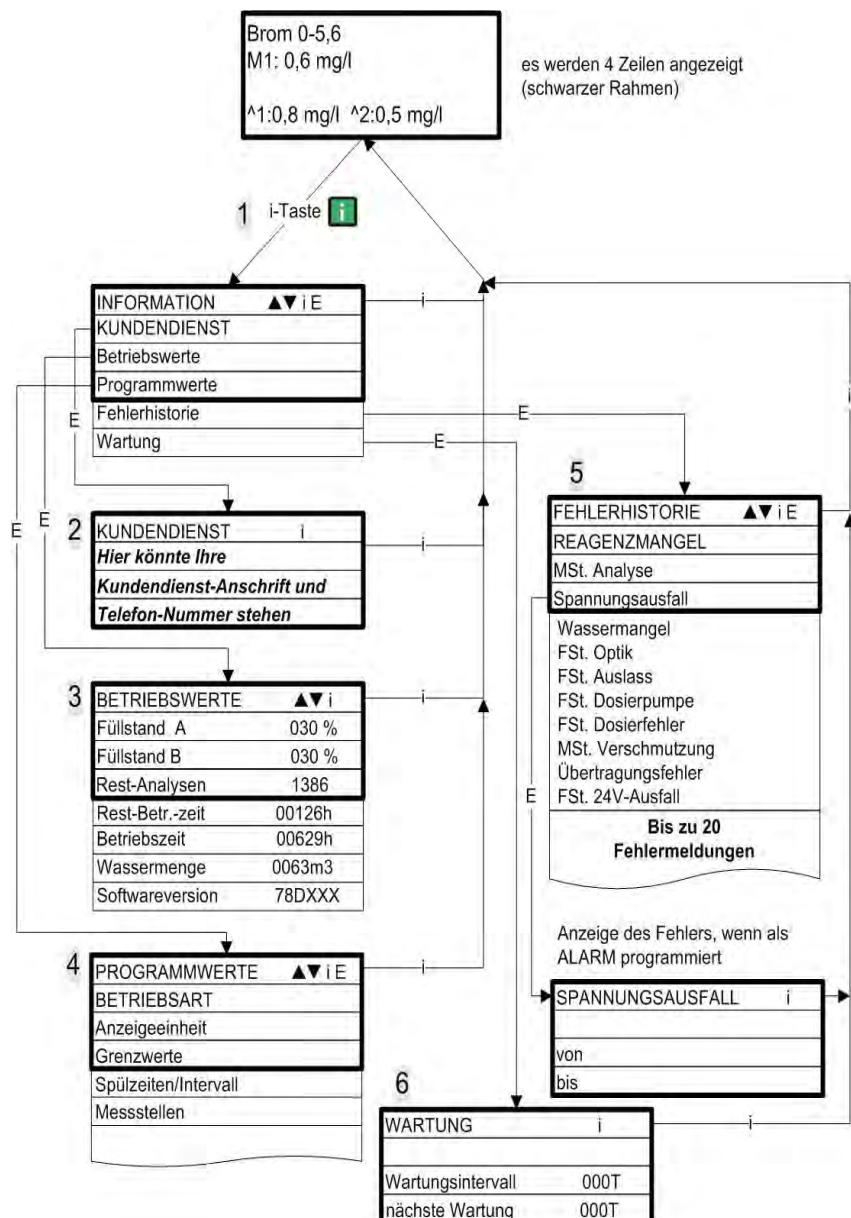 Brom 0-5,6
M1: 0,6 mg/l
^1:0,8 mg/l ^2:0,5 mg/l
es werden 4 Zeilen angezeigt
(schwarzer Rahmen)
1 i-Taste i
INFORMATION ▲▼ i E
KUNDENDIENST
Betriebswerte
Programmwerte
Fehlerhistorie
Wartung
i
E
E
E
E
E
i
2
KUNDENDIENST i
Hier könnte Ihre
Kundendienst-Anschrift und
Telefon-Nummer stehen
i
3
BETRIEBSWERTE ▲▼ i
Füllstand A 030 %
Füllstand B 030 %
Rest-Analysen 1386
Rest-Betr.-zeit 00126h
Betriebszeit 00629h
Wassermenge 0063m3
Softwareversion 78DXXX
i
4
PROGRAMMWERTE ▲▼ i E
BETRIEBSART
Anzeigeeinheit
Grenzwerte
Spülzeiten/Intervall
Messstellen
i
5
FEHLERHISTORIE ▲▼ i E
REAGENZMANGEL
MSt. Analyse
Spannungsausfall
Wassermangel
FSt. Optik
FSt. Auslass
FSt. Dosierpumpe
FSt. Dosierfehler
MSt. Verschmutzung
Übertragungsfehler
FSt. 24V-Ausfall
Bis zu 20
Fehlermeldungen
E
Anzeige des Fehlers, wenn als
ALARM programmiert
SPANNUNGSAUSFALL i
von
bis
6
WARTUNG i
Wartungsintervall 000T
nächste Wartung 000T
i